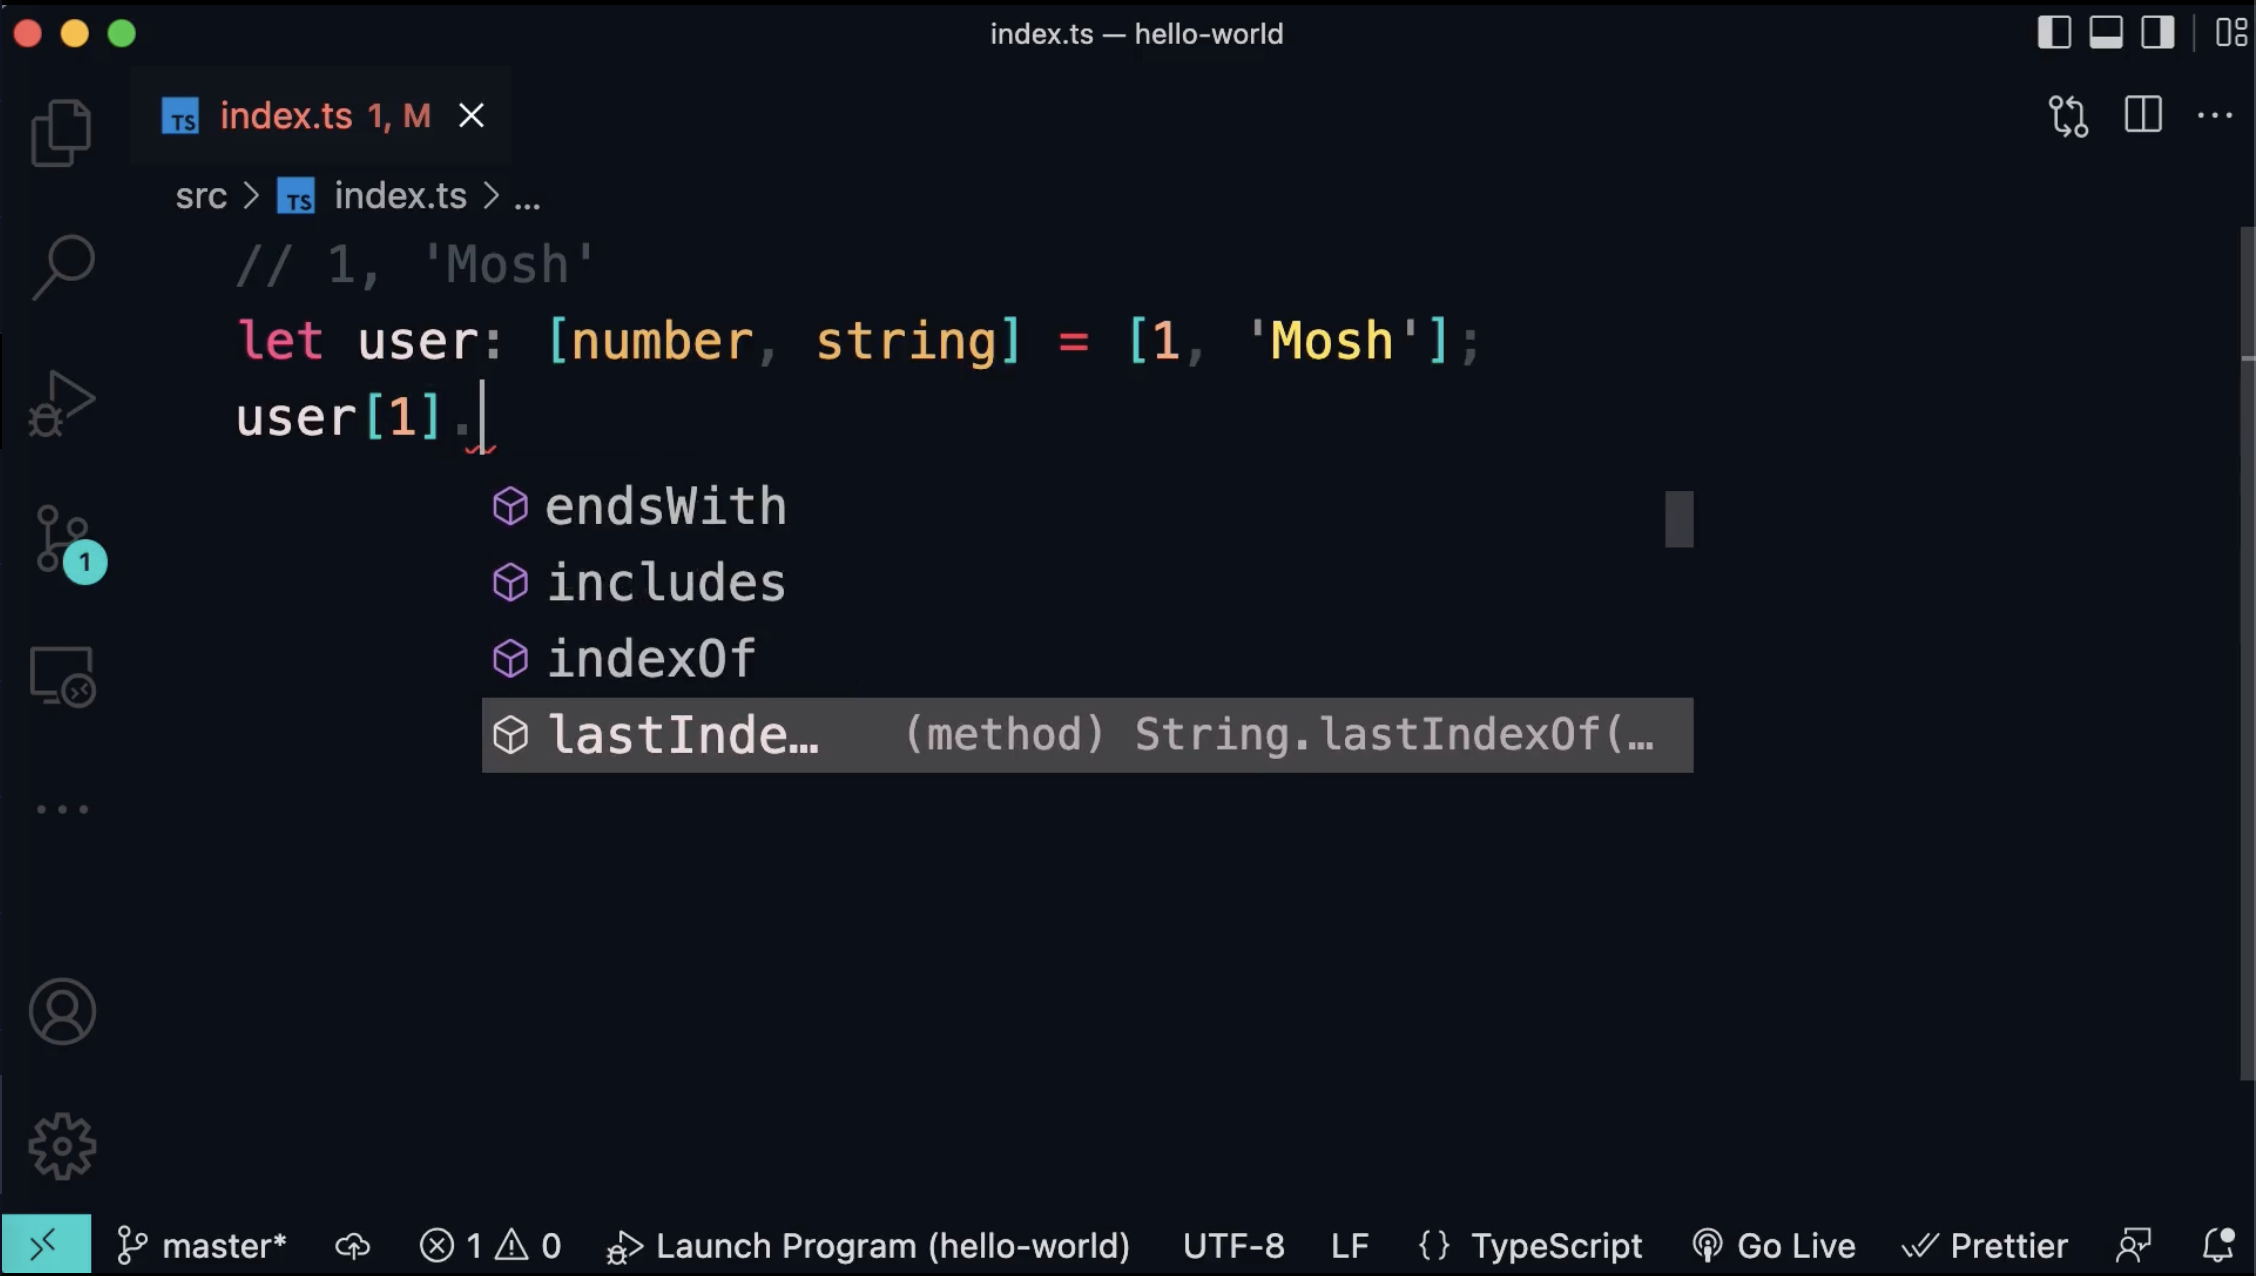 index.ts — hello-world
TS index.ts 1, M
src > TS index.ts > ...
// 1, 'Mosh'
let user: [number, string] = [1, 'Mosh'];
user[1].
endsWith
includes
indexOf
lastInde… (method) String.lastIndexOf(…
1
master* 1 0 Launch Program (hello-world) UTF-8 LF {} TypeScript Go Live Prettier